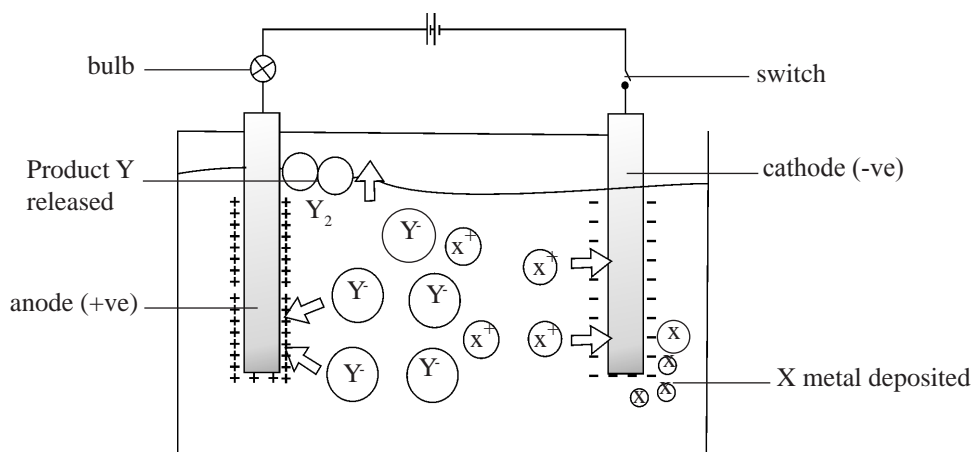 bulb
switch
Product Y
released
cathode (-ve)
Y₂
Y⁻
x⁺
x⁺
Y⁻
Y⁻
anode (+ve)
x⁺
x⁺
x
Y⁻
Y⁻
x
X metal deposited
x
X